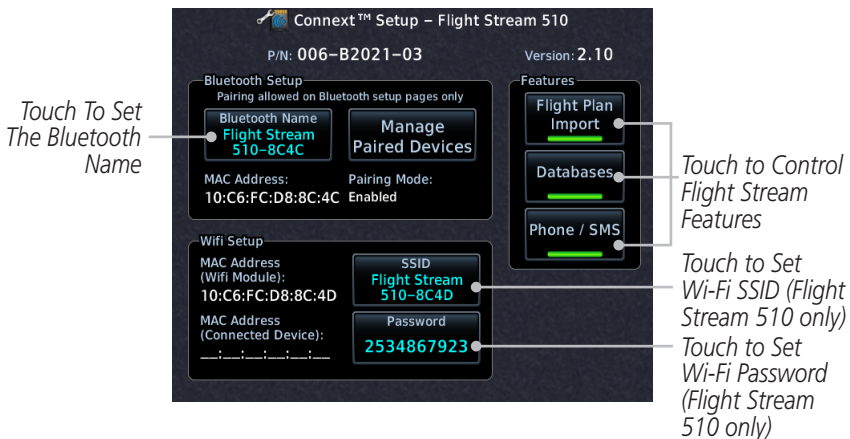 Connext™ Setup – Flight Stream 510
P/N: 006–B2021–03
Version: 2.10
Bluetooth Setup
Pairing allowed on Bluetooth setup pages only
Bluetooth Name
Flight Stream
510–8C4C
Manage
Paired Devices
MAC Address:
10:C6:FC:D8:8C:4C
Pairing Mode:
Enabled
Features
Flight Plan
Import
Databases
Phone / SMS
Wifi Setup
MAC Address
(Wifi Module):
10:C6:FC:D8:8C:4D
SSID
Flight Stream
510–8C4D
MAC Address
(Connected Device):
__:__:__:__:__:__
Password
2534867923
Touch To Set
The Bluetooth
Name
Touch to Control
Flight Stream
Features
Touch to Set
Wi-Fi SSID (Flight
Stream 510 only)
Touch to Set
Wi-Fi Password
(Flight Stream
510 only)